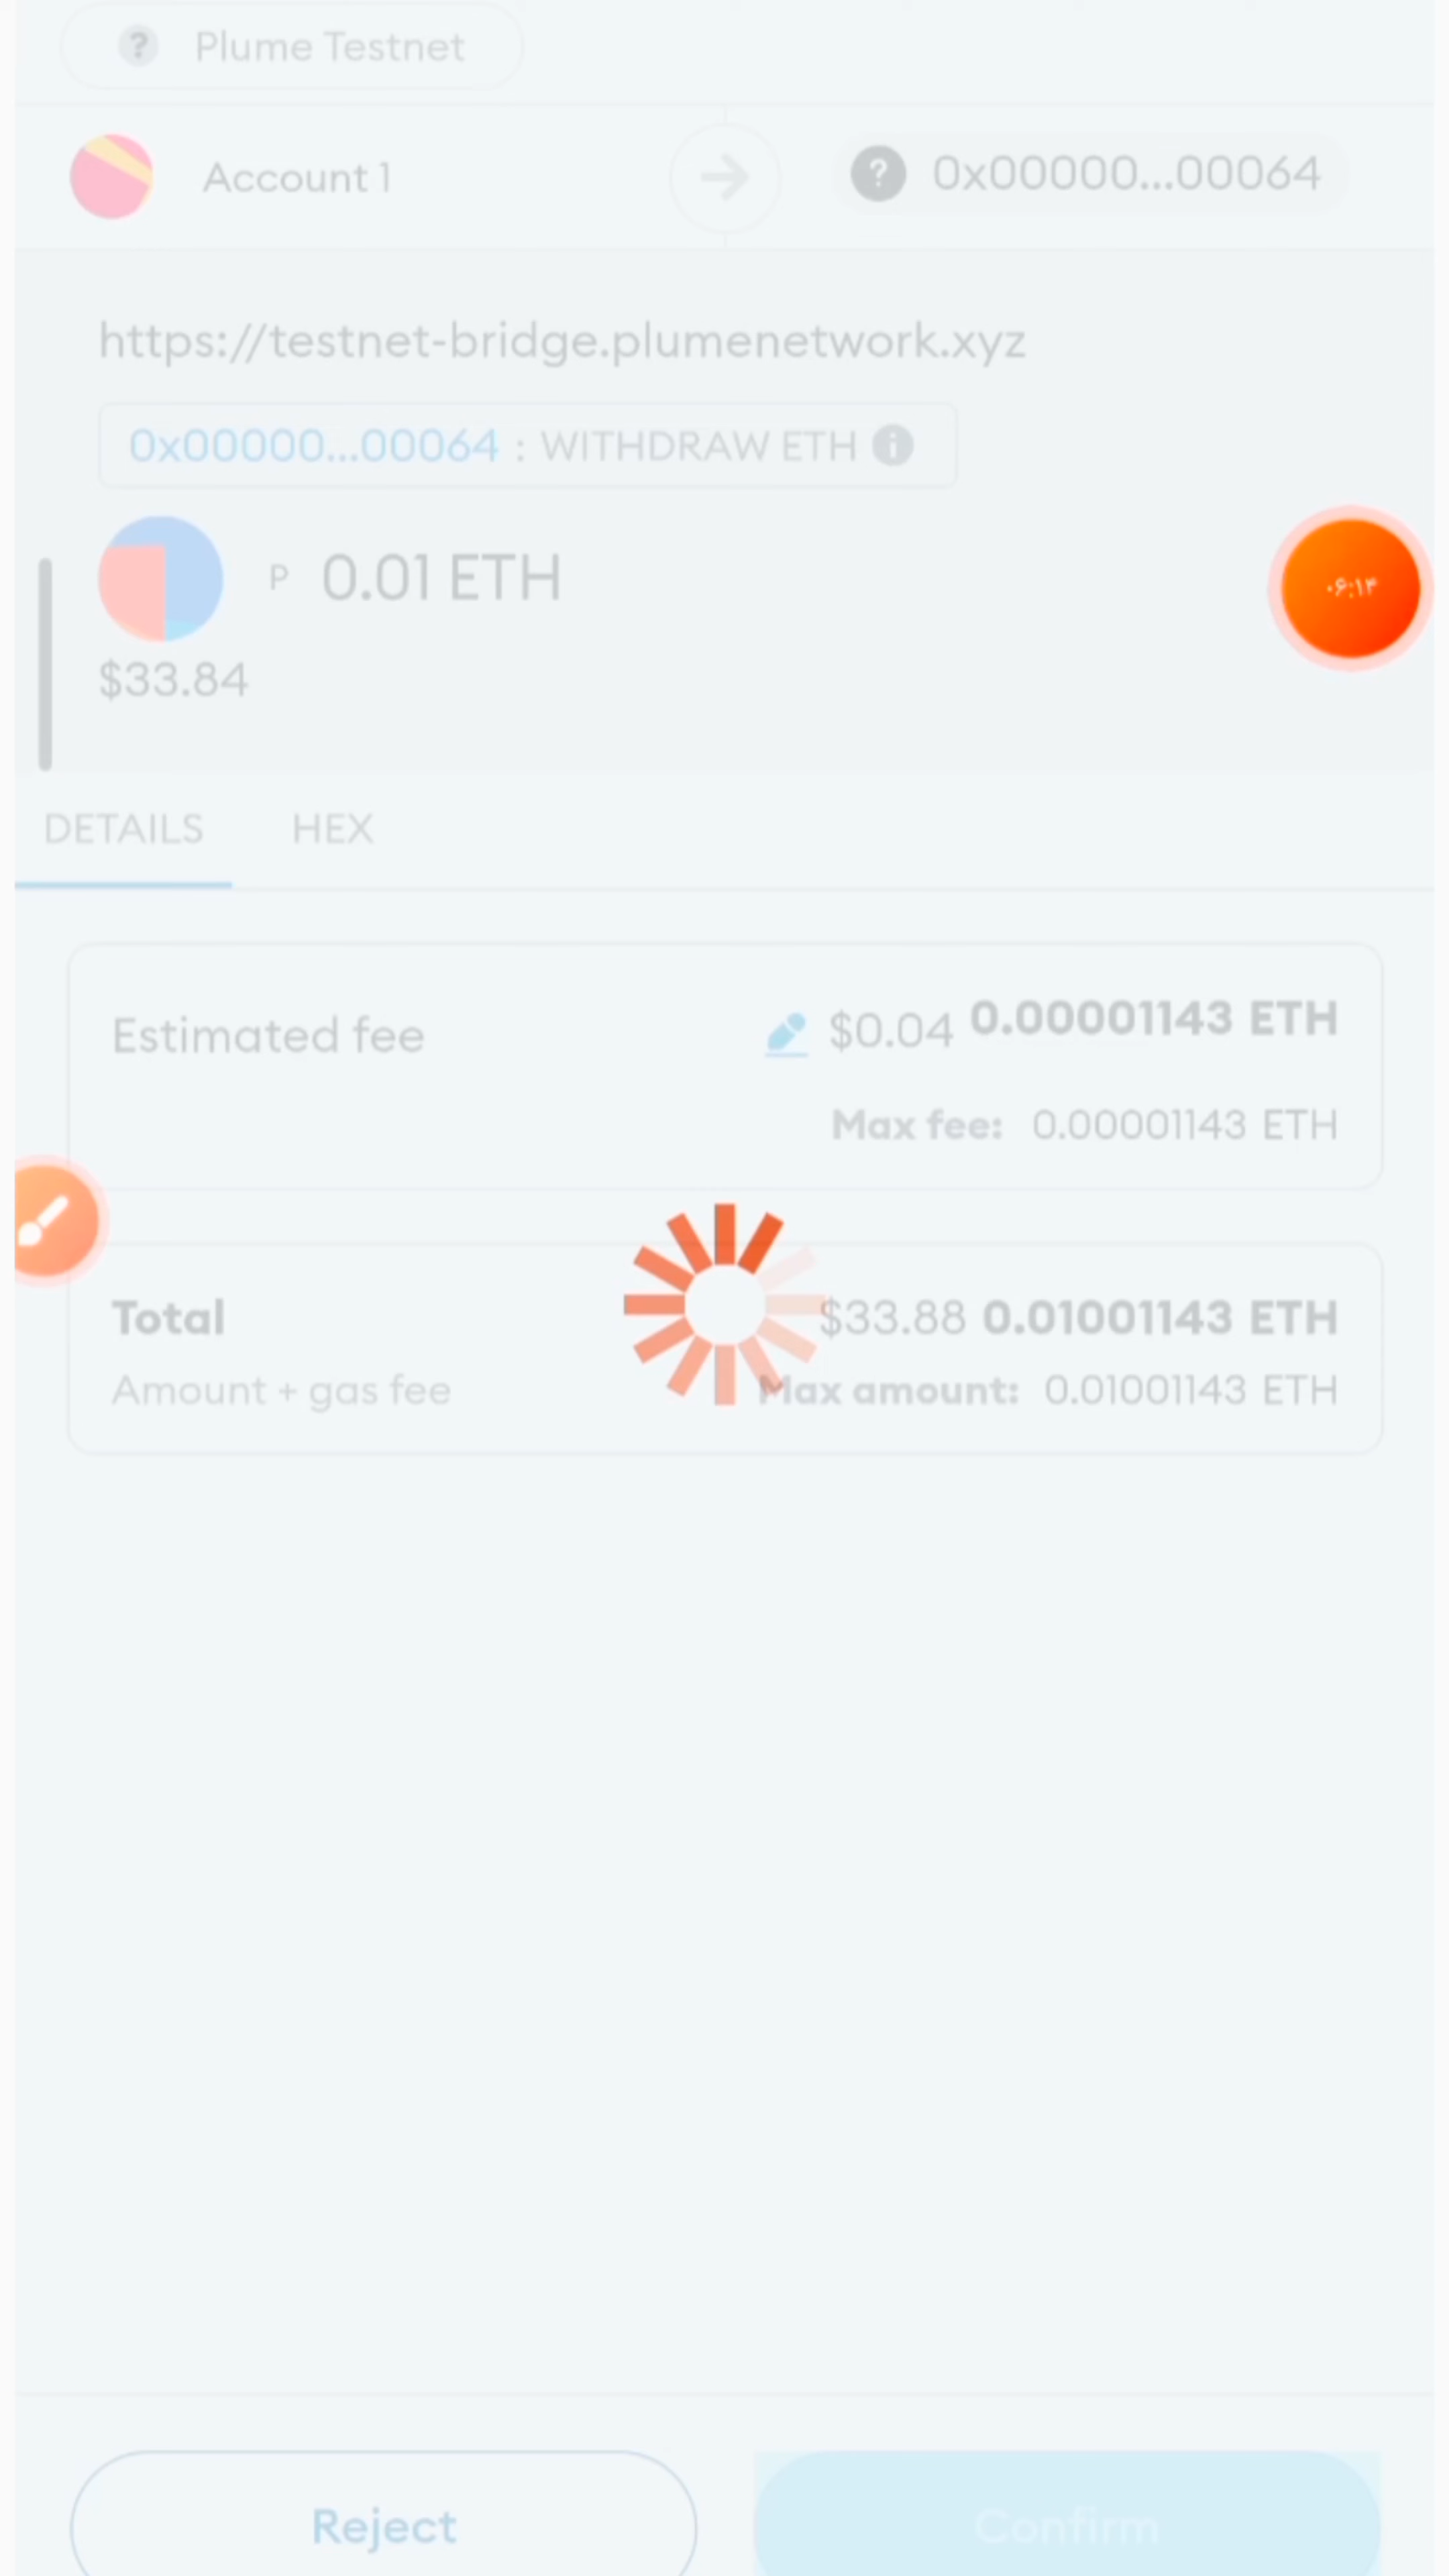 Plume Testnet
Account 1
0x00000...00064
https://testnet-bridge.plumenetwork.xyz
0x00000...00064 : WITHDRAW ETH
P 0.01 ETH
۰۶:۱۴
$33.84
DETAILS HEX
Estimated fee $0.04 0.00001143 ETH
Max fee: 0.00001143 ETH
Total $33.88 0.01001143 ETH
Amount + gas fee Max amount: 0.01001143 ETH
Reject Confirm